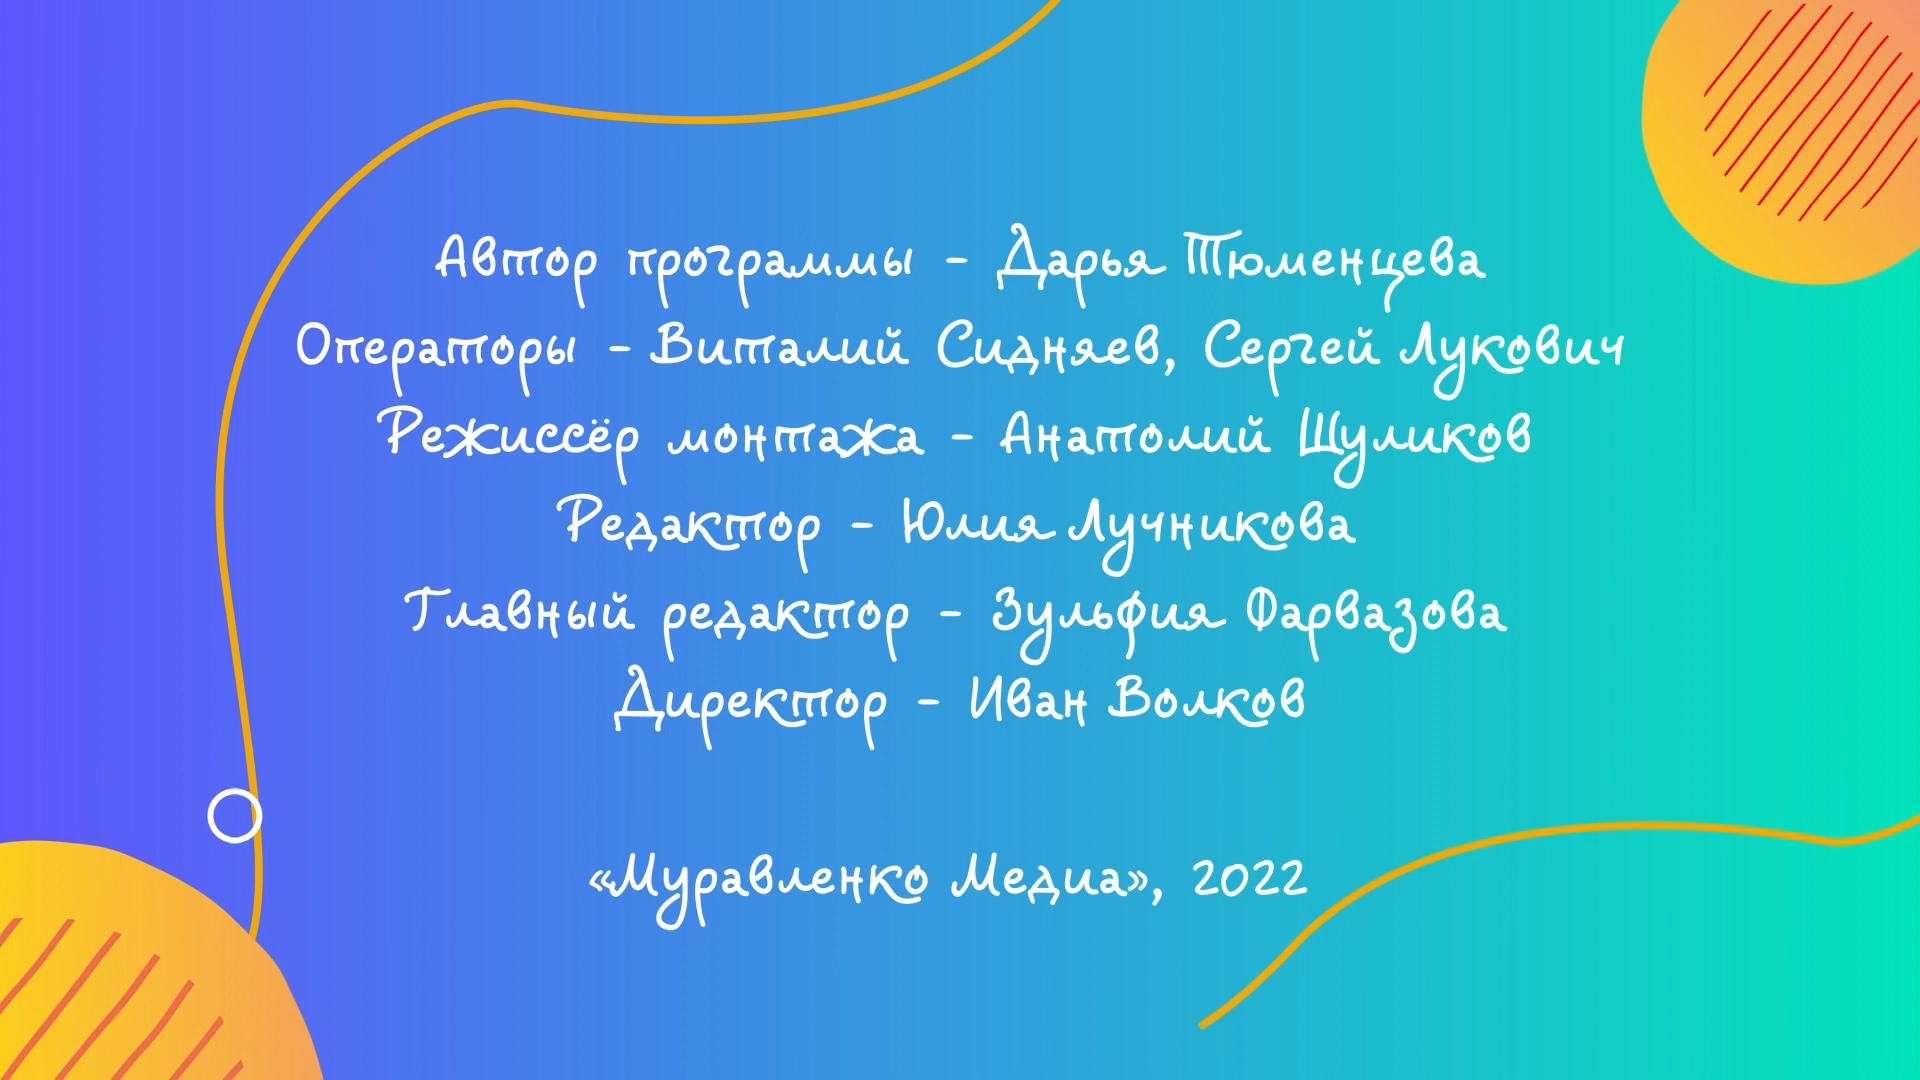 Автор программы - Дарья Тюменцева
Операторы - Виталий Сидняев, Сергей Лукович
Режиссёр монтажа - Анатолий Шуликов
Редактор - Юлия Лучникова
Главный редактор - Зульфия Фарвазова
Директор - Иван Волков
«Муравленко Медиа», 2022